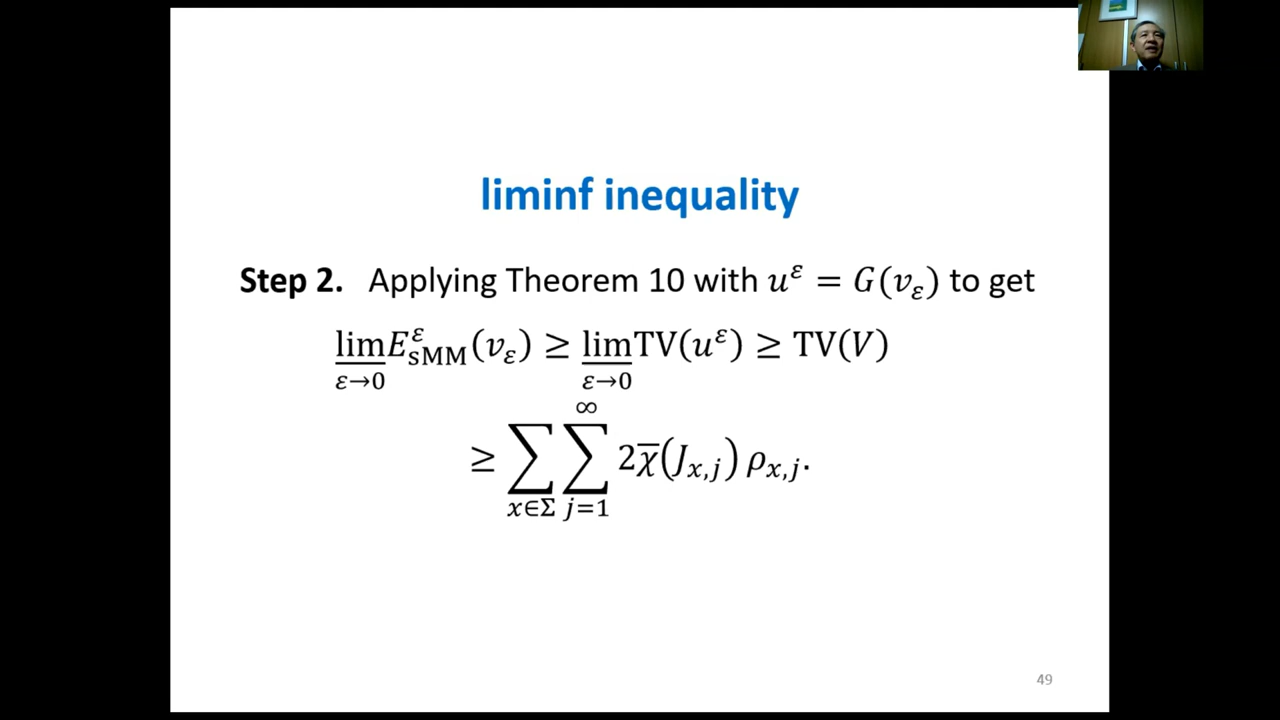 liminf inequality
Step 2. Applying Theorem 10 with 𝑢^ε = 𝐺(𝑣_ε) to get
\underline{lim}_{ε→0} 𝐸^ε_{sMM}(𝑣_ε) ≥ \underline{lim}_{ε→0} TV(𝑢^ε) ≥ TV(𝑉)
≥ ∑_{𝑥∈Σ} ∑_{𝑗=1}^{∞} 2\overline{χ}(𝐽_{𝑥,𝑗}) ρ_{𝑥,𝑗}.
49